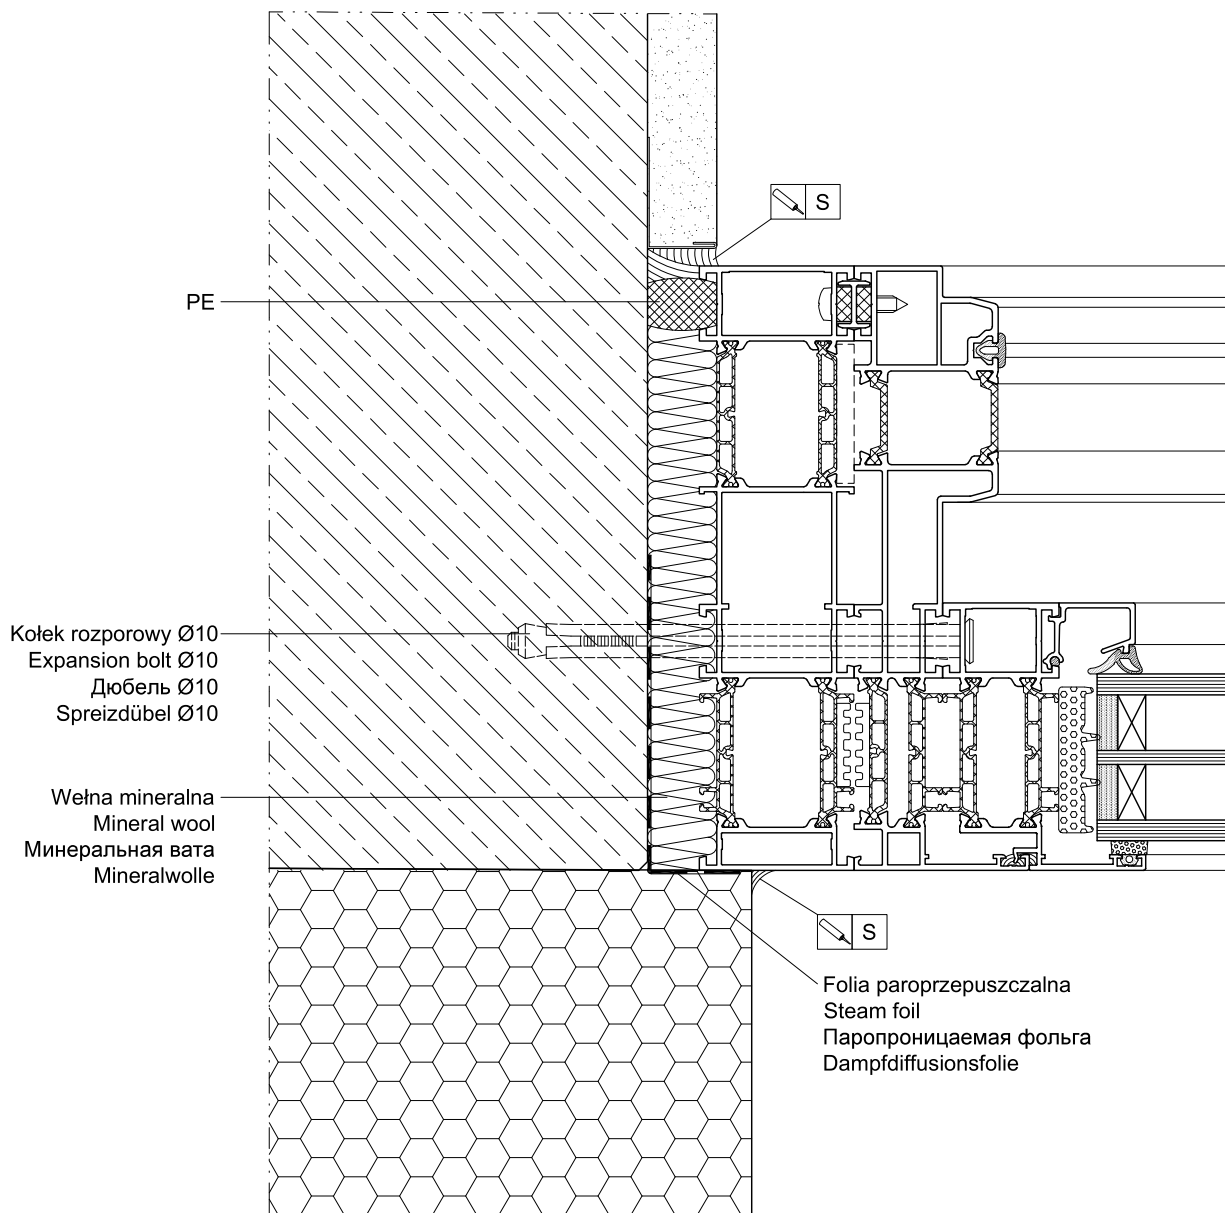 S
PE
Kołek rozporowy Ø10
Expansion bolt Ø10
Дюбель Ø10
Spreizdübel Ø10
Wełna mineralna
Mineral wool
Минеральная вата
Mineralwolle
S
Folia paroprzepuszczalna
Steam foil
Паропроницаемая фольга
Dampfdiffusionsfolie